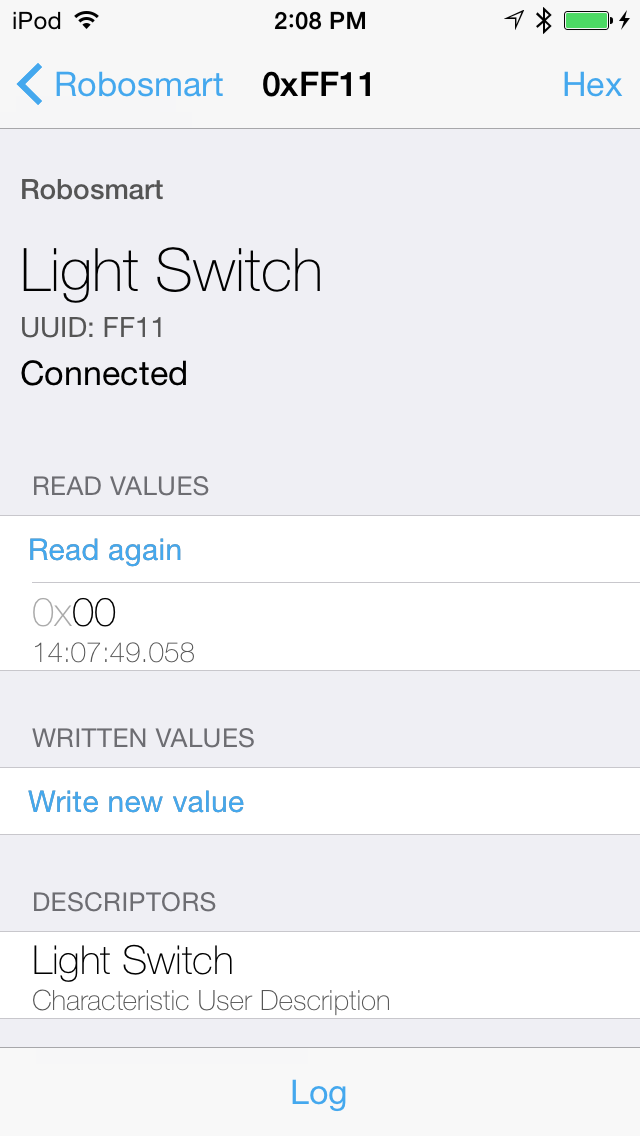 iPod 2:08 PM
Robosmart 0xFF11 Hex
Robosmart
Light Switch
UUID: FF11
Connected
READ VALUES
Read again
0x00
14:07:49.058
WRITTEN VALUES
Write new value
DESCRIPTORS
Light Switch
Characteristic User Description
Log